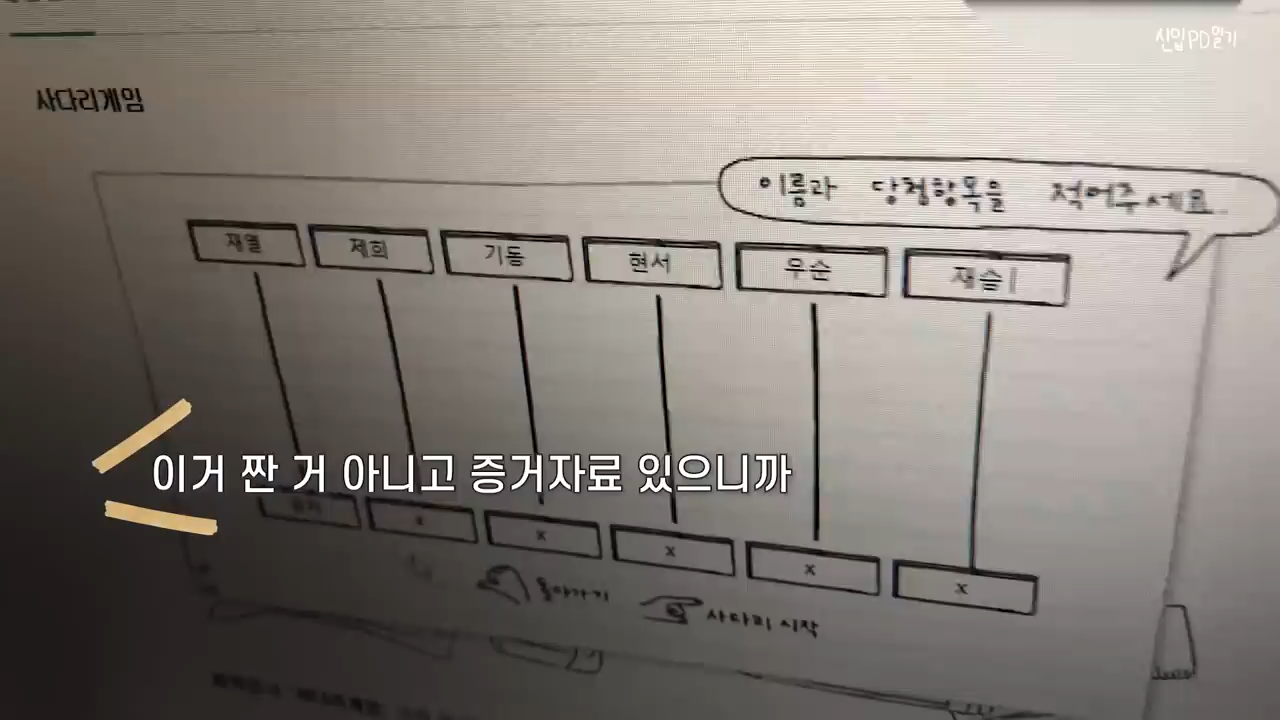 신입PD일기
사다리게임
이름과 당첨항목을 적어주세요
재열 제희 기동 현서 우순 재슬
이거 짠 거 아니고 증거자료 있으니까
x x x x x
돌아가기 사다리 시작